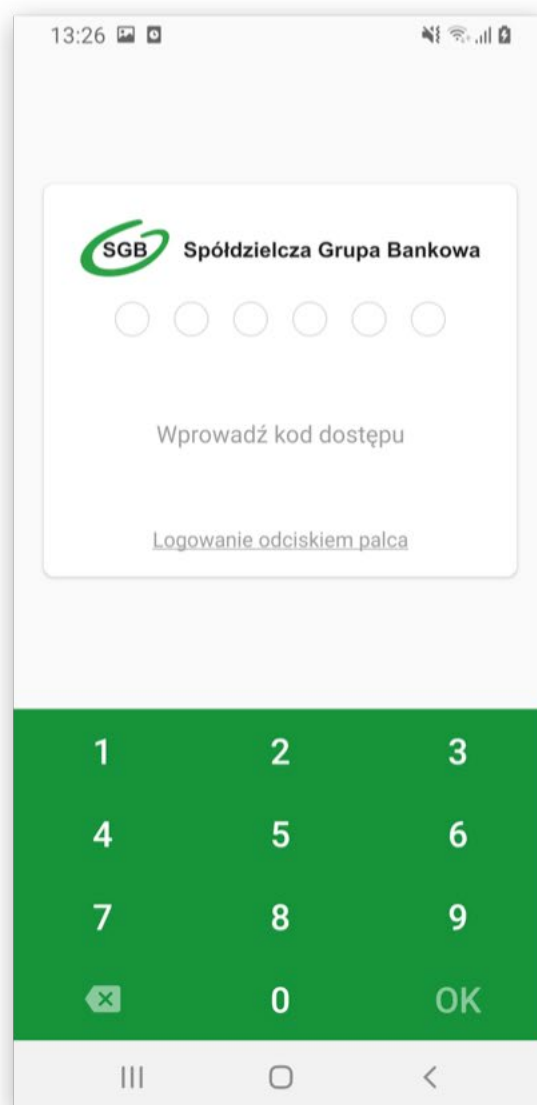 13:26
SGB Spółdzielcza Grupa Bankowa
Wprowadź kod dostępu
Logowanie odciskiem palca
1 2 3
4 5 6
7 8 9
0 OK